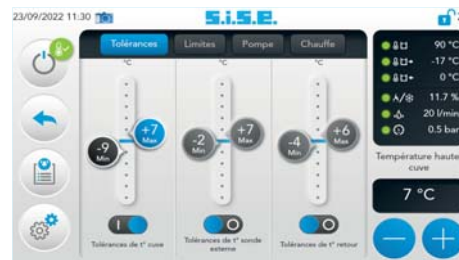 23/09/2022 11:30
s.i.s.e.
Tolérances Limites Pompe Chauffe
°C °C °C
90 °C
-17 °C
0 °C
11.7 %
20 l/min
0.5 bar
-9 Min
+7 Max
-2 Min
+7 Max
-4 Min
+6 Max
Température haute
cuve
7 °C
Tolérances de t° cuve
Tolérances de t° sonde
externe
Tolérances de t° retour